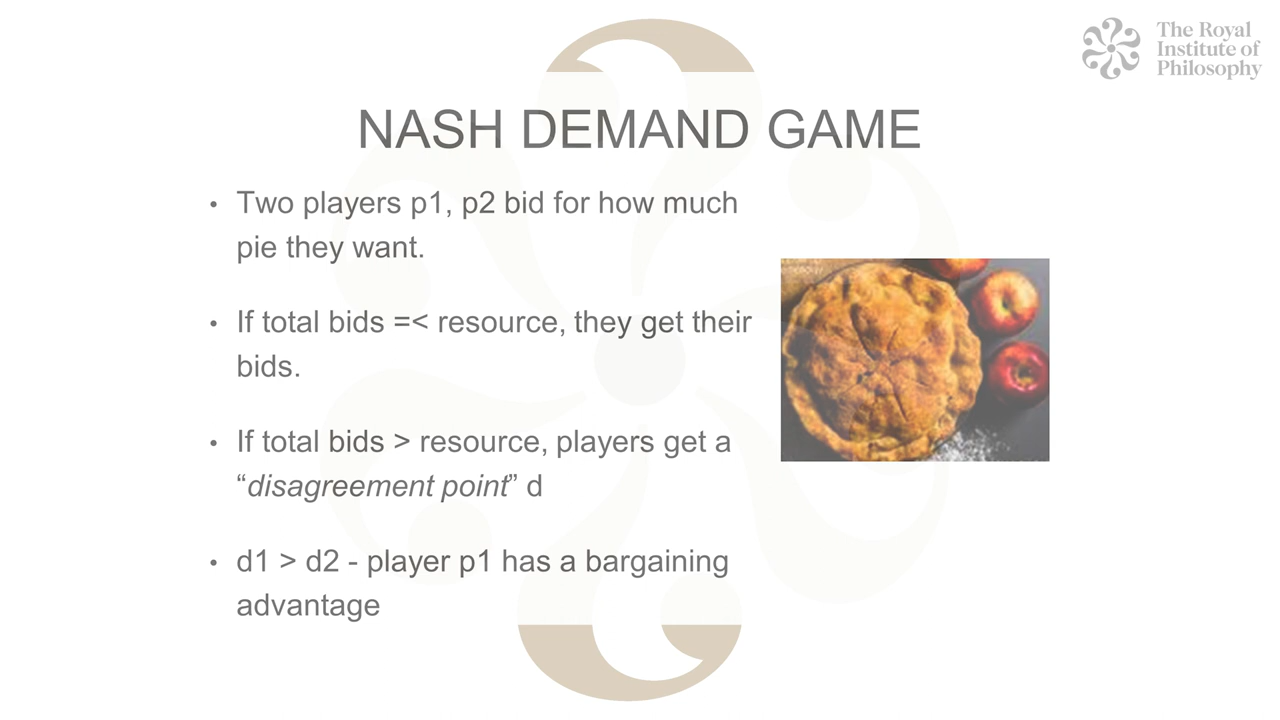 The Royal
Institute of
Philosophy
NASH DEMAND GAME
• Two players p1, p2 bid for how much
pie they want.
• If total bids =< resource, they get their
bids.
• If total bids > resource, players get a
“disagreement point” d
• d1 > d2 - player p1 has a bargaining
advantage